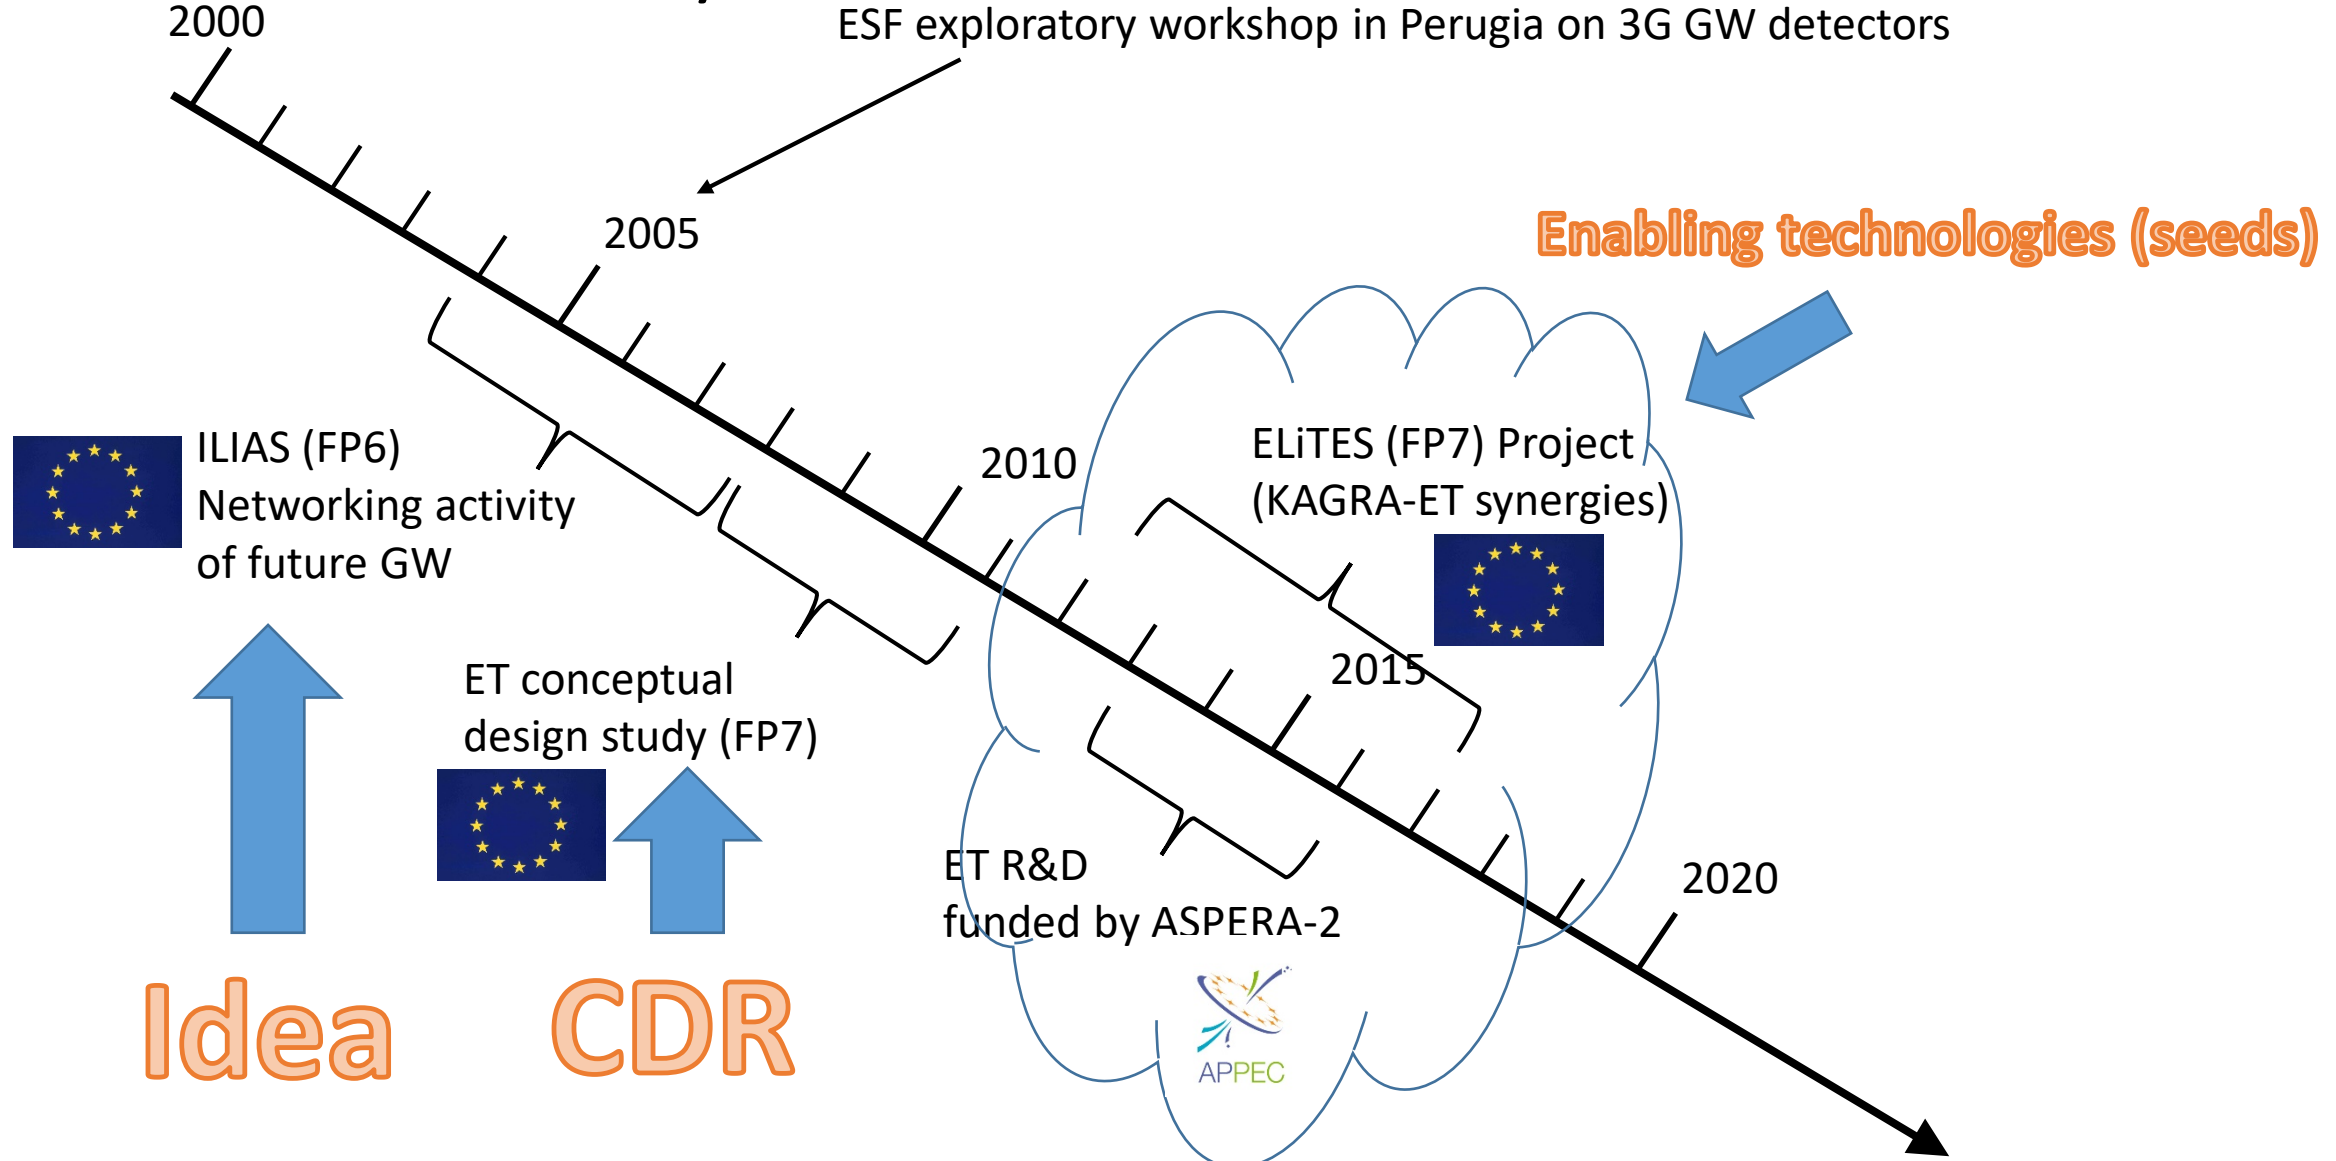 2000
ESF exploratory workshop in Perugia on 3G GW detectors
2005
Enabling technologies (seeds)
ILIAS (FP6)
Networking activity
of future GW
2010
ELiTES (FP7) Project
(KAGRA-ET synergies)
ET conceptual
design study (FP7)
2015
ET R&D
funded by ASPERA-2
2020
Idea
CDR
APPEC